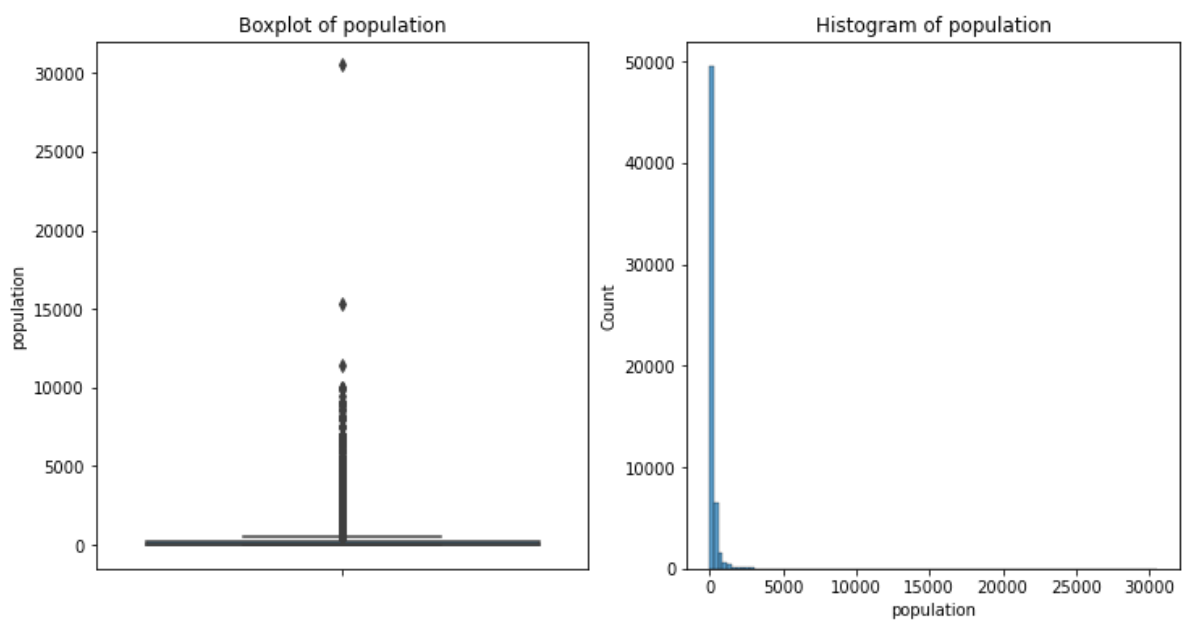 Boxplot of population
30000
25000
20000
15000
10000
5000
0
population
Histogram of population
50000
40000
30000
20000
10000
0
Count
0 5000 10000 15000 20000 25000 30000
population